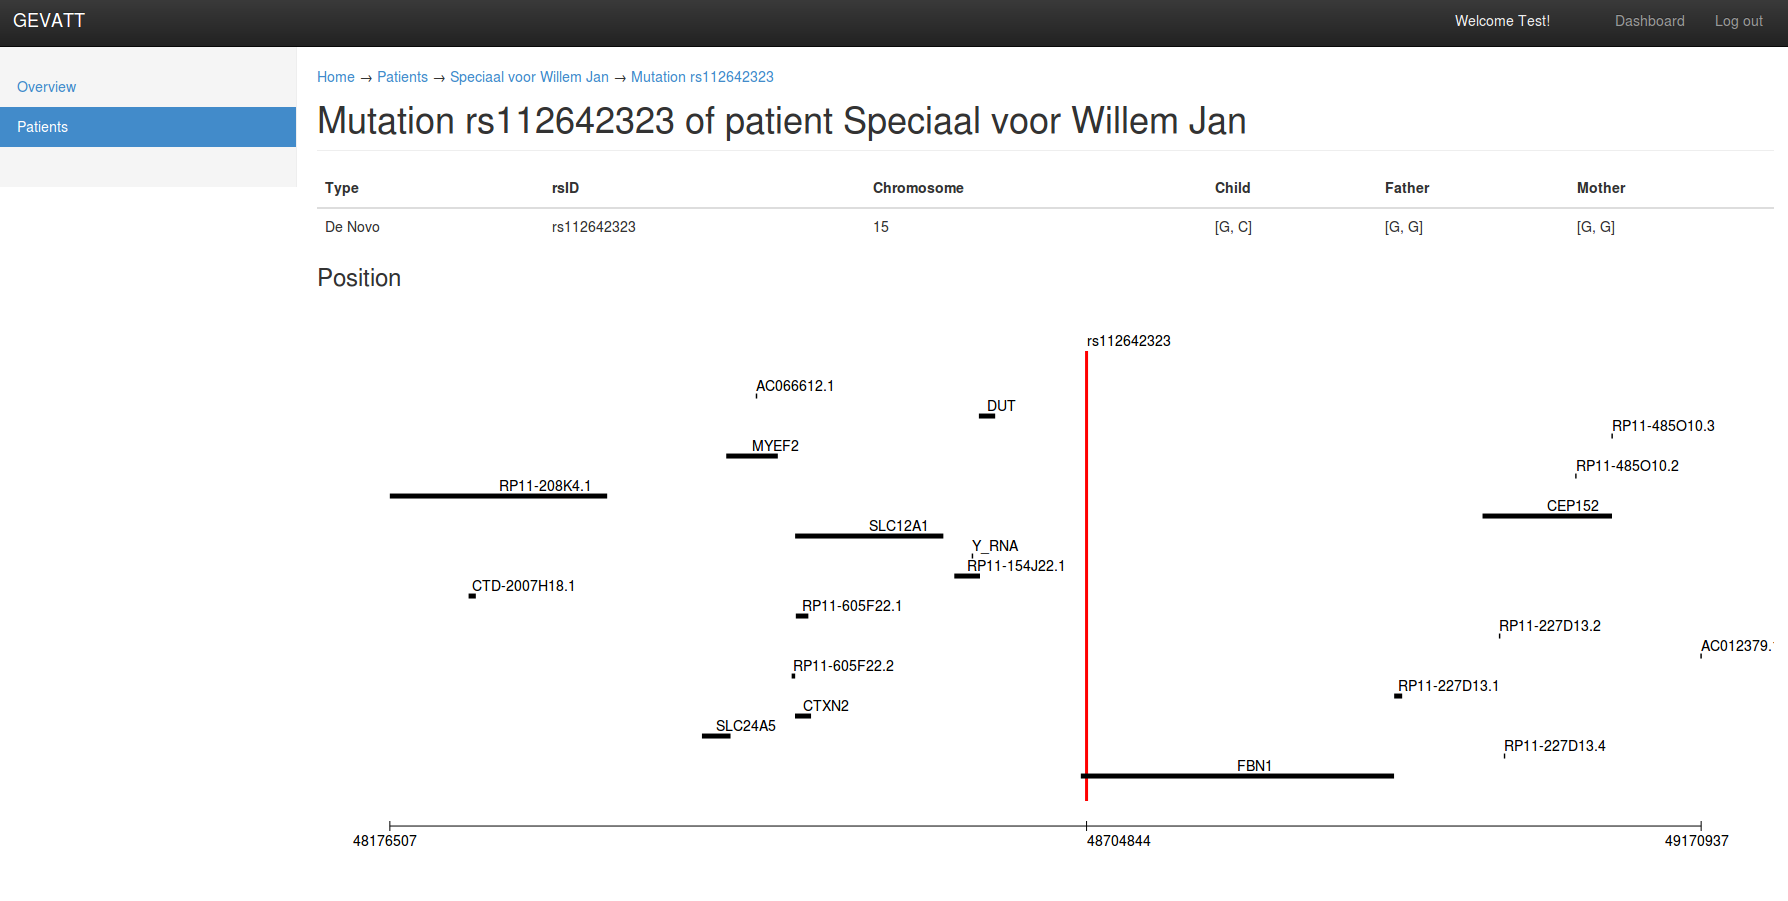 GEVATT Welcome Test! Dashboard Log out
Overview
Patients
Home → Patients → Speciaal voor Willem Jan → Mutation rs112642323
Mutation rs112642323 of patient Speciaal voor Willem Jan
Type rsID Chromosome Child Father Mother
De Novo rs112642323 15 [G, C] [G, G] [G, G]
Position
rs112642323
AC066612.1
DUT
RP11-485O10.3
MYEF2
RP11-485O10.2
RP11-208K4.1
CEP152
SLC12A1
Y_RNA
RP11-154J22.1
CTD-2007H18.1
RP11-605F22.1
RP11-227D13.2
AC012379.
RP11-605F22.2
RP11-227D13.1
CTXN2
SLC24A5
RP11-227D13.4
FBN1
48176507 48704844 49170937